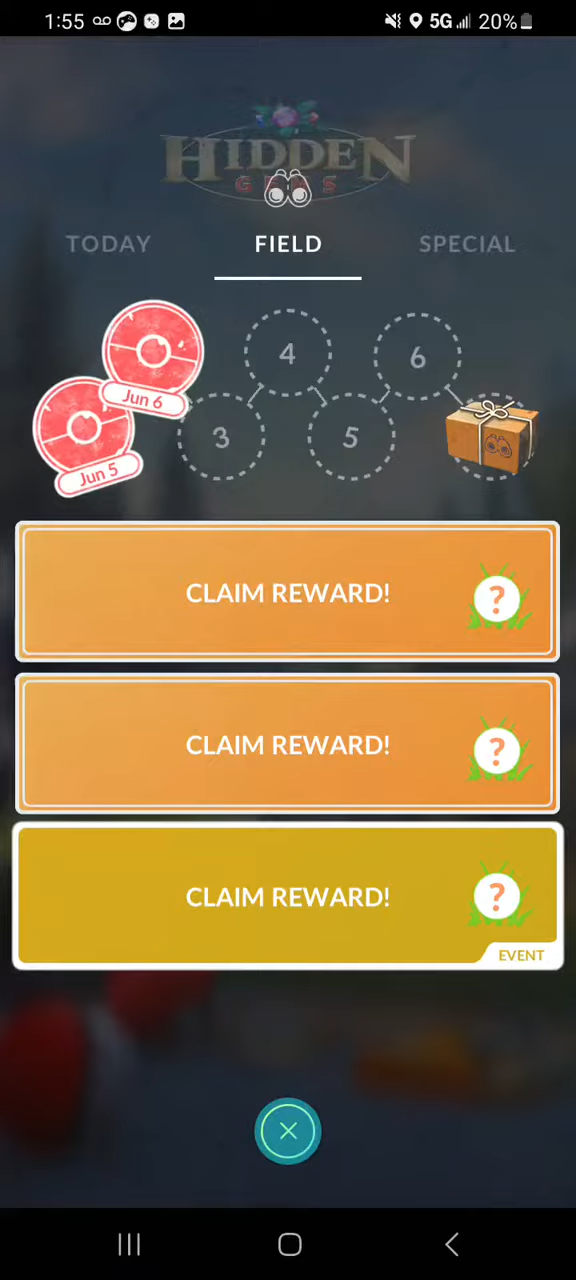 1:55
5G 20%
HIDDEN
GEMS
TODAY FIELD SPECIAL
Jun 6
4
6
Jun 5
3
5
CLAIM REWARD!
?
CLAIM REWARD!
?
CLAIM REWARD!
?
EVENT